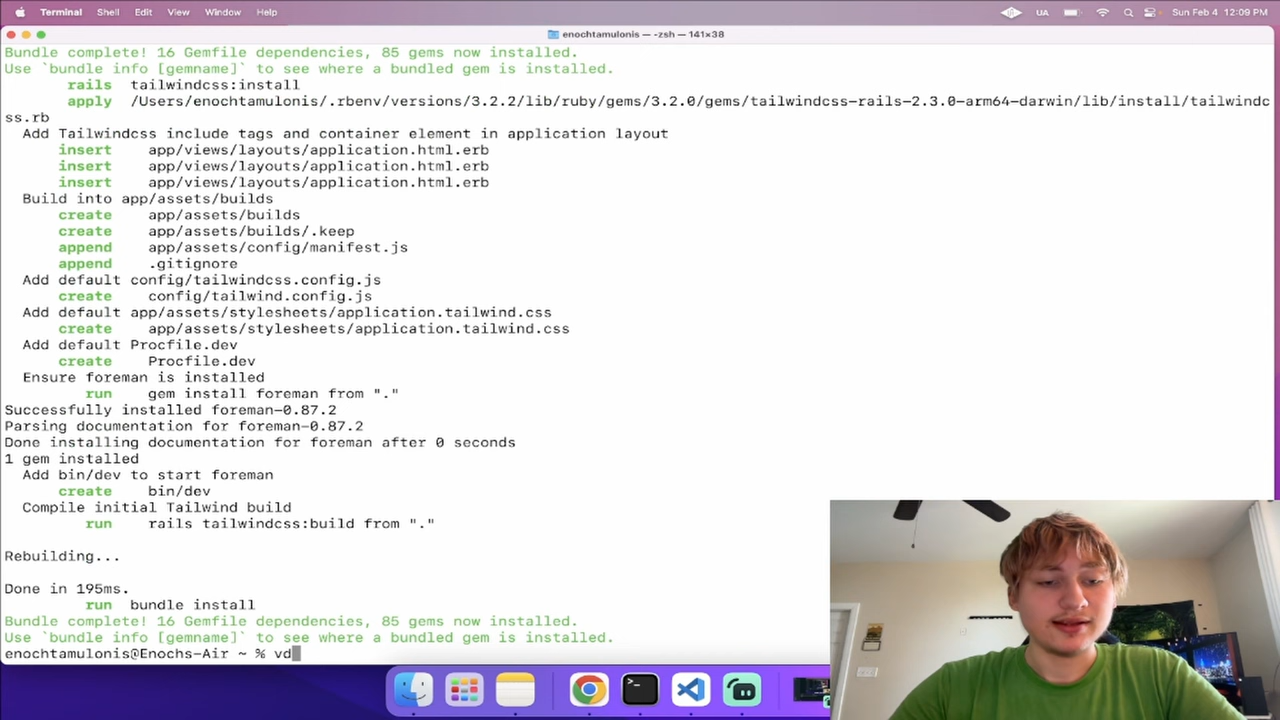 Terminal Shell Edit View Window Help UA Sun Feb 4 12:09 PM
enochtamulonis — -zsh — 141×38
Bundle complete! 16 Gemfile dependencies, 85 gems now installed.
Use `bundle info [gemname]` to see where a bundled gem is installed.
rails tailwindcss:install
apply /Users/enochtamulonis/.rbenv/versions/3.2.2/lib/ruby/gems/3.2.0/gems/tailwindcss-rails-2.3.0-arm64-darwin/lib/install/tailwindc
ss.rb
Add Tailwindcss include tags and container element in application layout
insert app/views/layouts/application.html.erb
insert app/views/layouts/application.html.erb
insert app/views/layouts/application.html.erb
Build into app/assets/builds
create app/assets/builds
create app/assets/builds/.keep
append app/assets/config/manifest.js
append .gitignore
Add default config/tailwindcss.config.js
create config/tailwind.config.js
Add default app/assets/stylesheets/application.tailwind.css
create app/assets/stylesheets/application.tailwind.css
Add default Procfile.dev
create Procfile.dev
Ensure foreman is installed
run gem install foreman from "."
Successfully installed foreman-0.87.2
Parsing documentation for foreman-0.87.2
Done installing documentation for foreman after 0 seconds
1 gem installed
Add bin/dev to start foreman
create bin/dev
Compile initial Tailwind build
run rails tailwindcss:build from "."
Rebuilding...
Done in 195ms.
run bundle install
Bundle complete! 16 Gemfile dependencies, 85 gems now installed.
Use `bundle info [gemname]` to see where a bundled gem is installed.
enochtamulonis@Enochs-Air ~ % vd